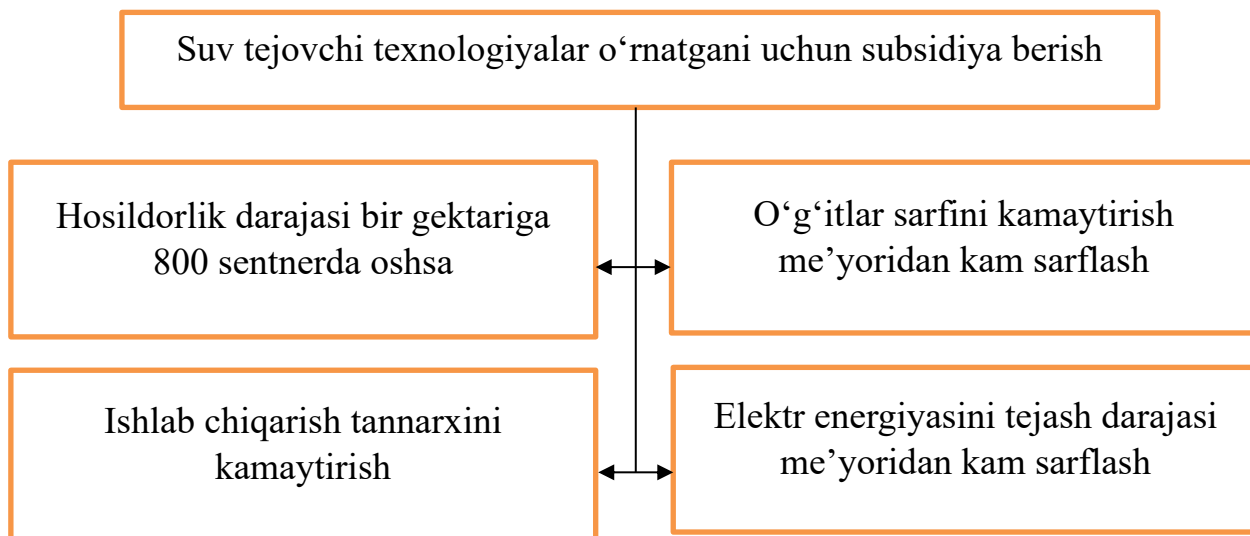 Suv tejovchi texnologiyalar o‘rnatgani uchun subsidiya berish
Hosildorlik darajasi bir gektariga
800 sentnerda oshsa
O‘g‘itlar sarfini kamaytirish
me’yoridan kam sarflash
Ishlab chiqarish tannarxini
kamaytirish
Elektr energiyasini tejash darajasi
me’yoridan kam sarflash